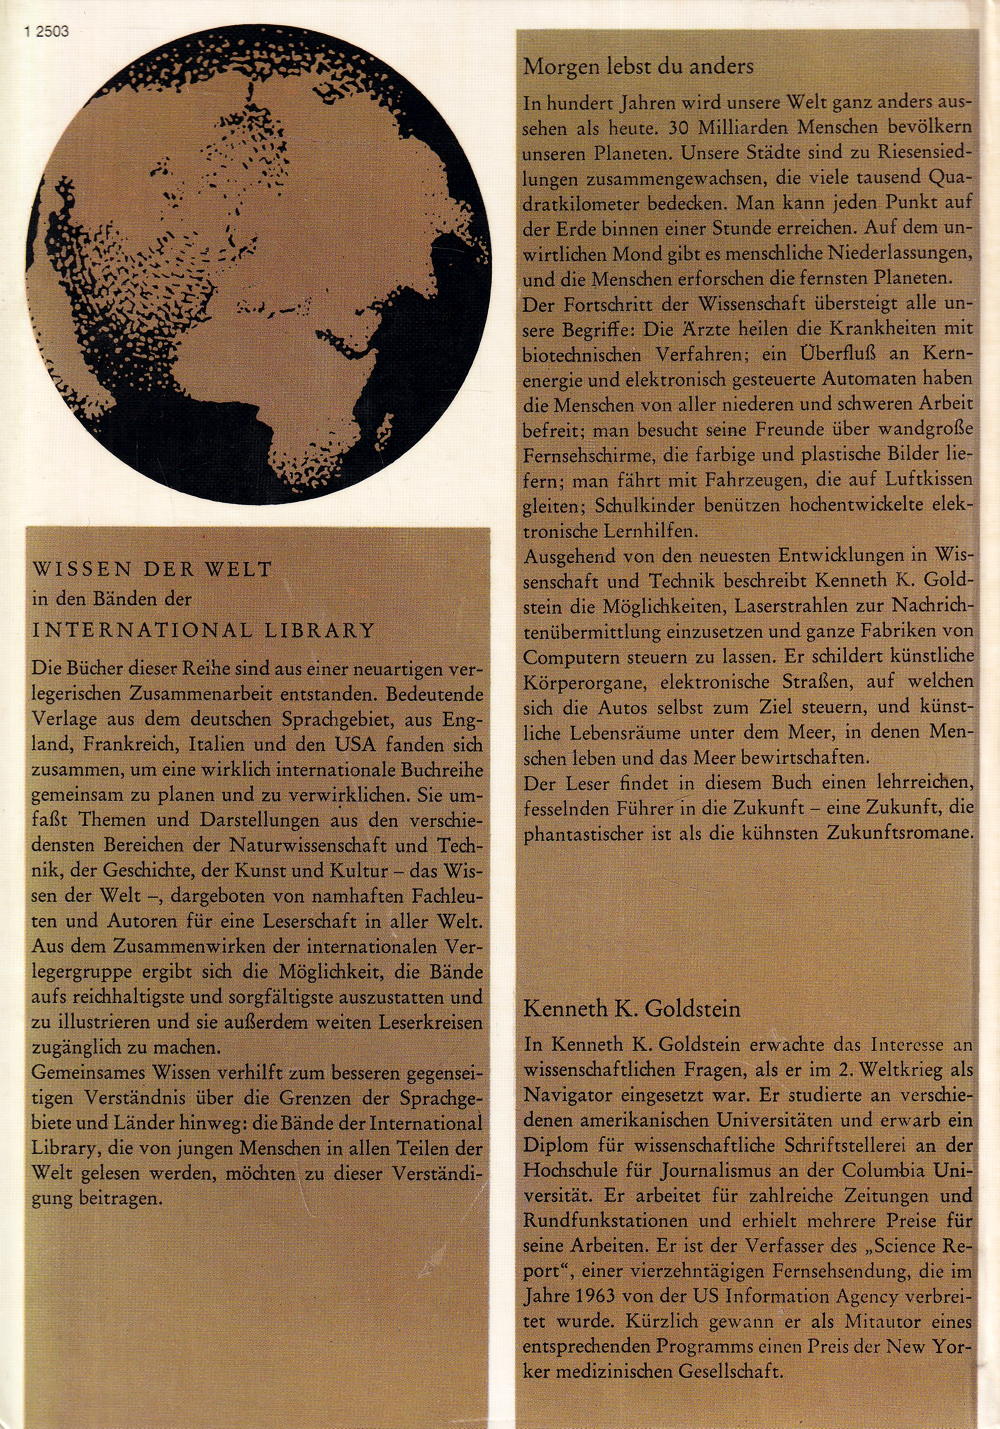 1 2503
WISSEN DER WELT
in den Bänden der
INTERNATIONAL LIBRARY
Die Bücher dieser Reihe sind aus einer neuartigen ver-
legerischen Zusammenarbeit entstanden. Bedeutende
Verlage aus dem deutschen Sprachgebiet, aus Eng-
land, Frankreich, Italien und den USA fanden sich
zusammen, um eine wirklich internationale Buchreihe
gemeinsam zu planen und zu verwirklichen. Sie um-
faßt Themen und Darstellungen aus den verschie-
densten Bereichen der Naturwissenschaft und Tech-
nik, der Geschichte, der Kunst und Kultur – das Wis-
sen der Welt –, dargeboten von namhaften Fachleu-
ten und Autoren für eine Leserschaft in aller Welt.
Aus dem Zusammenwirken der internationalen Ver-
legergruppe ergibt sich die Möglichkeit, die Bände
aufs reichhaltigste und sorgfältigste auszustatten und
zu illustrieren und sie außerdem weiten Leserkreisen
zugänglich zu machen.
Gemeinsames Wissen verhilft zum besseren gegensei-
tigen Verständnis über die Grenzen der Sprachge-
biete und Länder hinweg: die Bände der International
Library, die von jungen Menschen in allen Teilen der
Welt gelesen werden, möchten zu dieser Verständi-
gung beitragen.
Morgen lebst du anders
In hundert Jahren wird unsere Welt ganz anders aus-
sehen als heute. 30 Milliarden Menschen bevölkern
unseren Planeten. Unsere Städte sind zu Riesensied-
lungen zusammengewachsen, die viele tausend Qua-
dratkilometer bedecken. Man kann jeden Punkt auf
der Erde binnen einer Stunde erreichen. Auf dem un-
wirtlichen Mond gibt es menschliche Niederlassungen,
und die Menschen erforschen die fernsten Planeten.
Der Fortschritt der Wissenschaft übersteigt alle un-
sere Begriffe: Die Ärzte heilen die Krankheiten mit
biotechnischen Verfahren; ein Überfluß an Kern-
energie und elektronisch gesteuerte Automaten haben
die Menschen von aller niederen und schweren Arbeit
befreit; man besucht seine Freunde über wandgroße
Fernsehschirme, die farbige und plastische Bilder lie-
fern; man fährt mit Fahrzeugen, die auf Luftkissen
gleiten; Schulkinder benützen hochentwickelte elek-
tronische Lernhilfen.
Ausgehend von den neuesten Entwicklungen in Wis-
senschaft und Technik beschreibt Kenneth K. Gold-
stein die Möglichkeiten, Laserstrahlen zur Nachrich-
tenübermittlung einzusetzen und ganze Fabriken von
Computern steuern zu lassen. Er schildert künstliche
Körperorgane, elektronische Straßen, auf welchen
sich die Autos selbst zum Ziel steuern, und künst-
liche Lebensräume unter dem Meer, in denen Men-
schen leben und das Meer bewirtschaften.
Der Leser findet in diesem Buch einen lehrreichen,
fesselnden Führer in die Zukunft – eine Zukunft, die
phantastischer ist als die kühnsten Zukunftsromane.
Kenneth K. Goldstein
In Kenneth K. Goldstein erwachte das Interesse an
wissenschaftlichen Fragen, als er im 2. Weltkrieg als
Navigator eingesetzt war. Er studierte an verschie-
denen amerikanischen Universitäten und erwarb ein
Diplom für wissenschaftliche Schriftstellerei an der
Hochschule für Journalismus an der Columbia Uni-
versität. Er arbeitet für zahlreiche Zeitungen und
Rundfunkstationen und erhielt mehrere Preise für
seine Arbeiten. Er ist der Verfasser des „Science Re-
port“, einer vierzehntägigen Fernsehsendung, die im
Jahre 1963 von der US Information Agency verbrei-
tet wurde. Kürzlich gewann er als Mitautor eines
entsprechenden Programms einen Preis der New Yor-
ker medizinischen Gesellschaft.